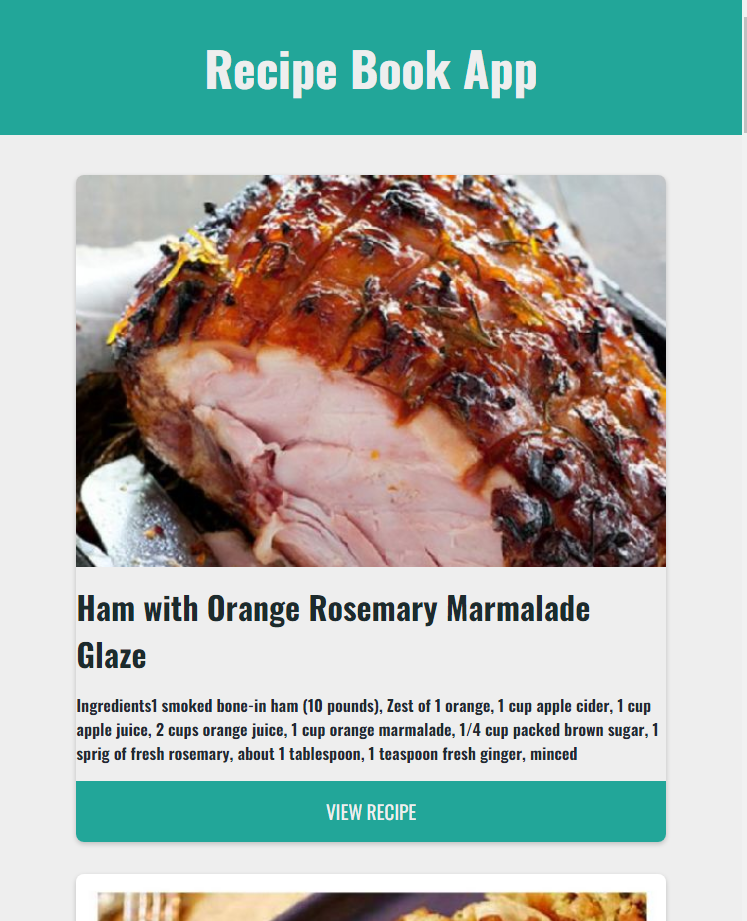 Recipe Book App
Ham with Orange Rosemary Marmalade
Glaze
Ingredients1 smoked bone-in ham (10 pounds), Zest of 1 orange, 1 cup apple cider, 1 cup
apple juice, 2 cups orange juice, 1 cup orange marmalade, 1/4 cup packed brown sugar, 1
sprig of fresh rosemary, about 1 tablespoon, 1 teaspoon fresh ginger, minced
VIEW RECIPE